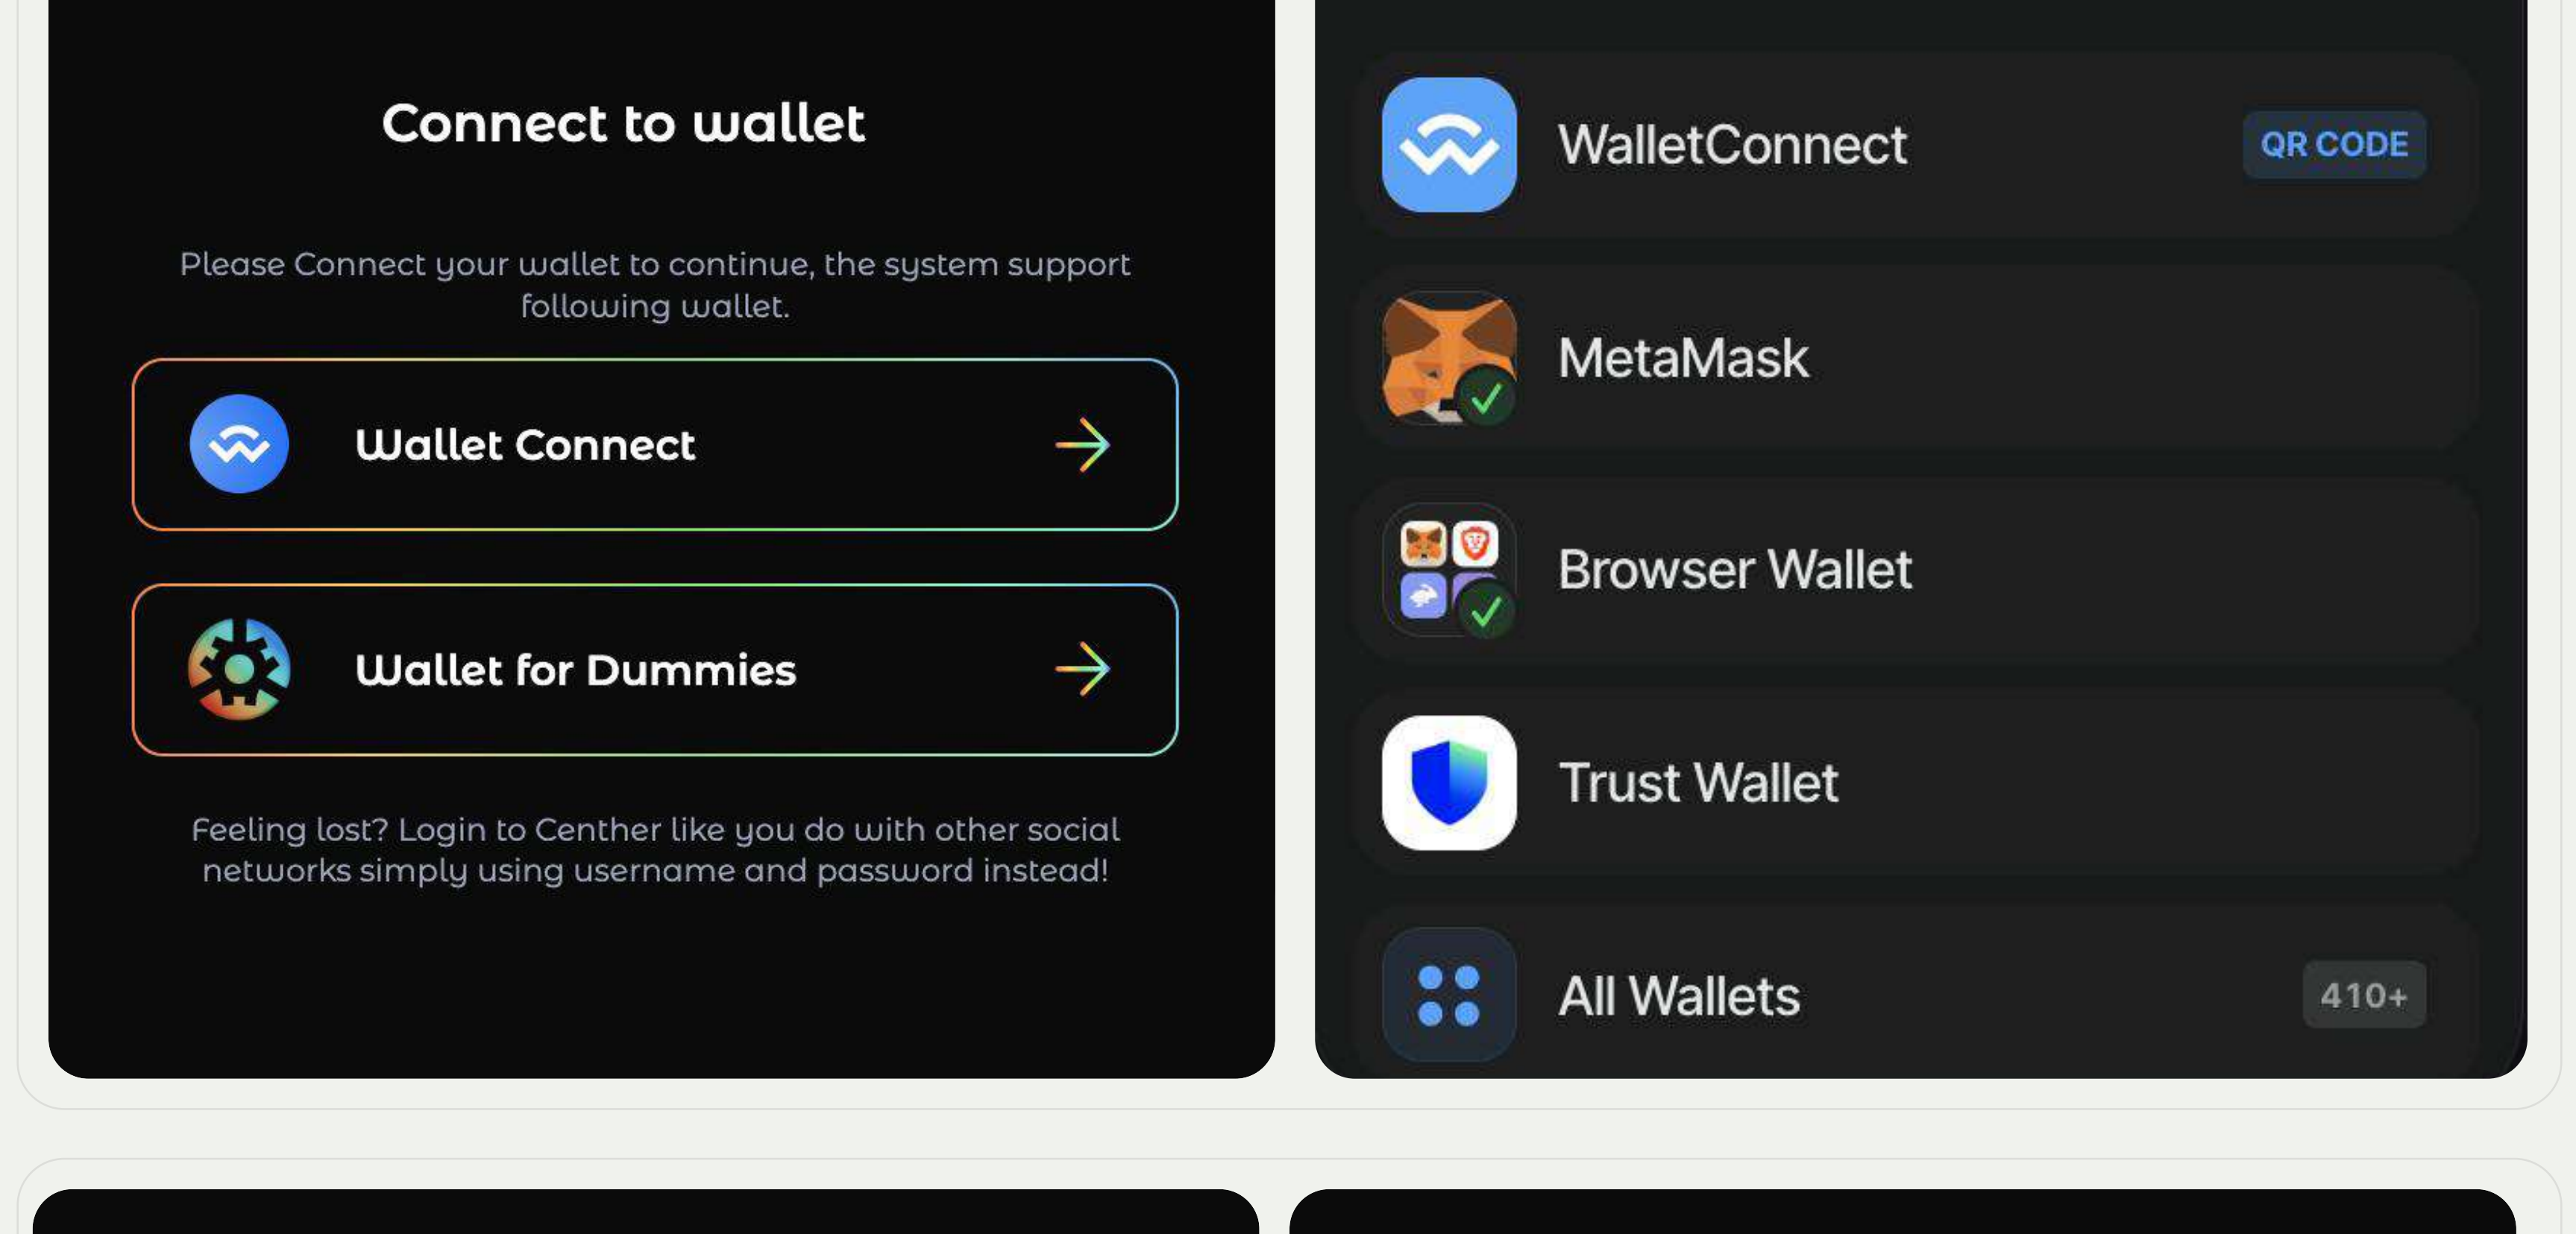 Connect to wallet
Please Connect your wallet to continue, the system support
following wallet.
Wallet Connect
Wallet for Dummies
Feeling lost? Login to Centher like you do with other social
networks simply using username and password instead!
WalletConnect
QR CODE
MetaMask
Browser Wallet
Trust Wallet
All Wallets
410+